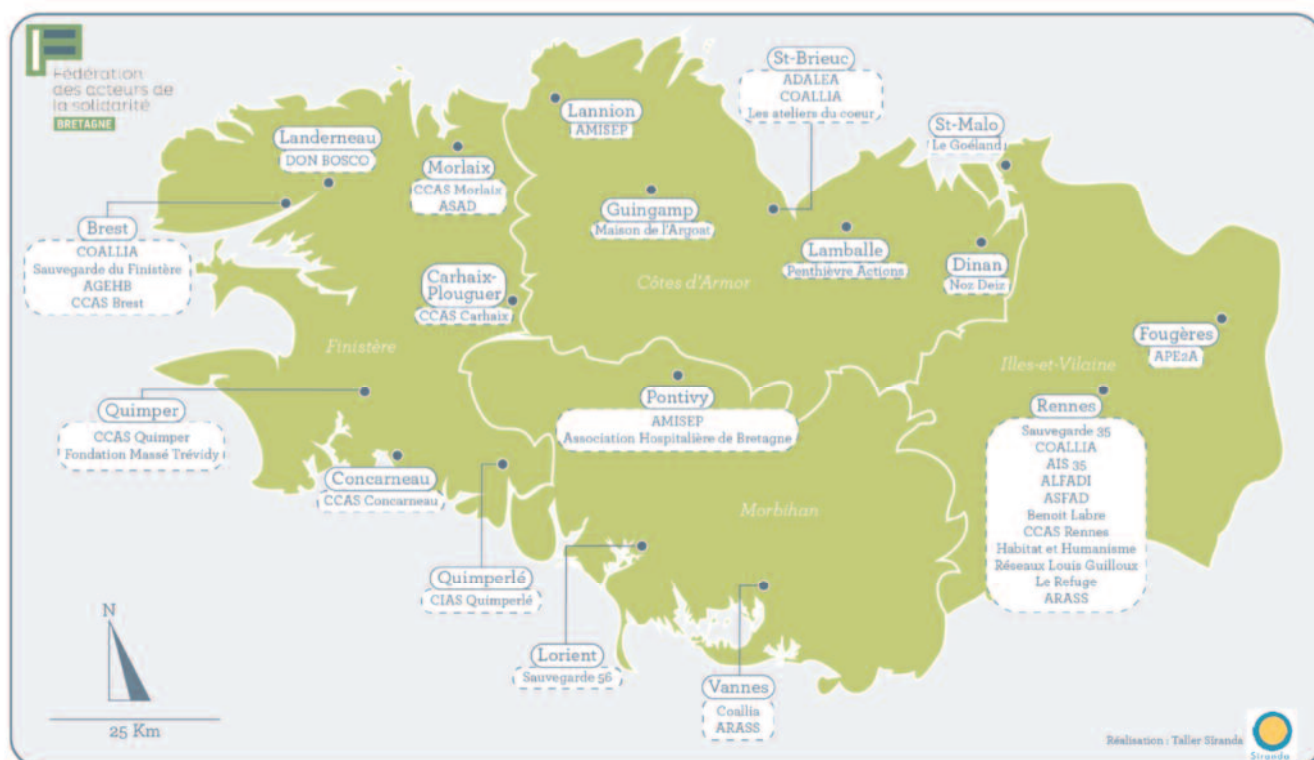 Fédération
des acteurs de
la solidarité
BRETAGNE
St-Brieuc
ADALEA
COALLIA
Les ateliers du coeur
Lannion
AMISEP
St-Malo
Le Goéland
Landerneau
DON BOSCO
Morlaix
CCAS Morlaix
ASAD
Guingamp
Maison de l'Argoat
Brest
COALLIA
Sauvegarde du Finistère
AGEHB
CCAS Brest
Lamballe
Penthièvre Actions
Dinan
Noz Deiz
Carhaix-
Plouguer
CCAS Carhaix
Côtes d'Armor
Fougères
APE2A
Finistère
Illes-et-Vilaine
Quimper
CCAS Quimper
Fondation Massé Trévidy
Pontivy
AMISEP
Association Hospitalière de Bretagne
Rennes
Sauvegarde 35
COALLIA
AIS 35
ALFADI
ASFAD
Benoit Labre
CCAS Rennes
Habitat et Humanisme
Réseaux Louis Guilloux
Le Refuge
ARASS
Concarneau
CCAS Concarneau
Morbihan
Quimperlé
CIAS Quimperlé
Lorient
Sauvegarde 56
Vannes
Coallia
ARASS
N
25 Km
Réalisation : Taller Siranda
Siranda